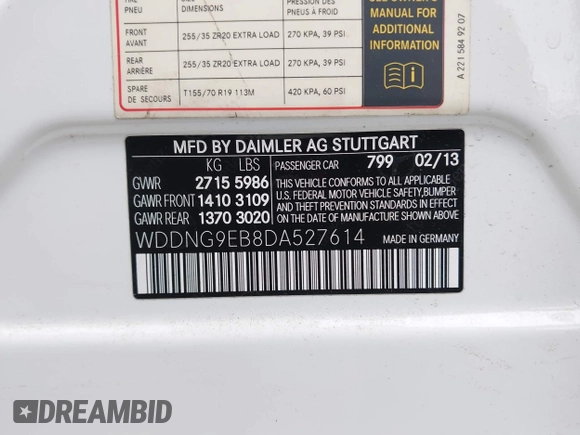 PNEU DIMENSIONS PNEUS À FROID
FRONT AVANT 255/35 ZR20 EXTRA LOAD 270 KPA, 39 PSI
REAR ARRIÈRE 255/35 ZR20 EXTRA LOAD 270 KPA, 39 PSI
SPARE DE SECOURS T155/70 R19 113M 420 KPA, 60 PSI
SEE OWNER'S
MANUAL FOR
ADDITIONAL
INFORMATION
A 221 584 92 07
MFD BY DAIMLER AG STUTTGART
KG LBS
GVWR 2715 5986
GAWR FRONT 1410 3109
GAWR REAR 1370 3020
PASSENGER CAR 799 02/13
THIS VEHICLE CONFORMS TO ALL APPLICABLE
U.S. FEDERAL MOTOR VEHICLE SAFETY,BUMPER
AND THEFT PREVENTION STANDARDS IN EFFECT
ON THE DATE OF MANUFACTURE SHOWN ABOVE.
WDDNG9EB8DA527614
MADE IN GERMANY
DREAMBID